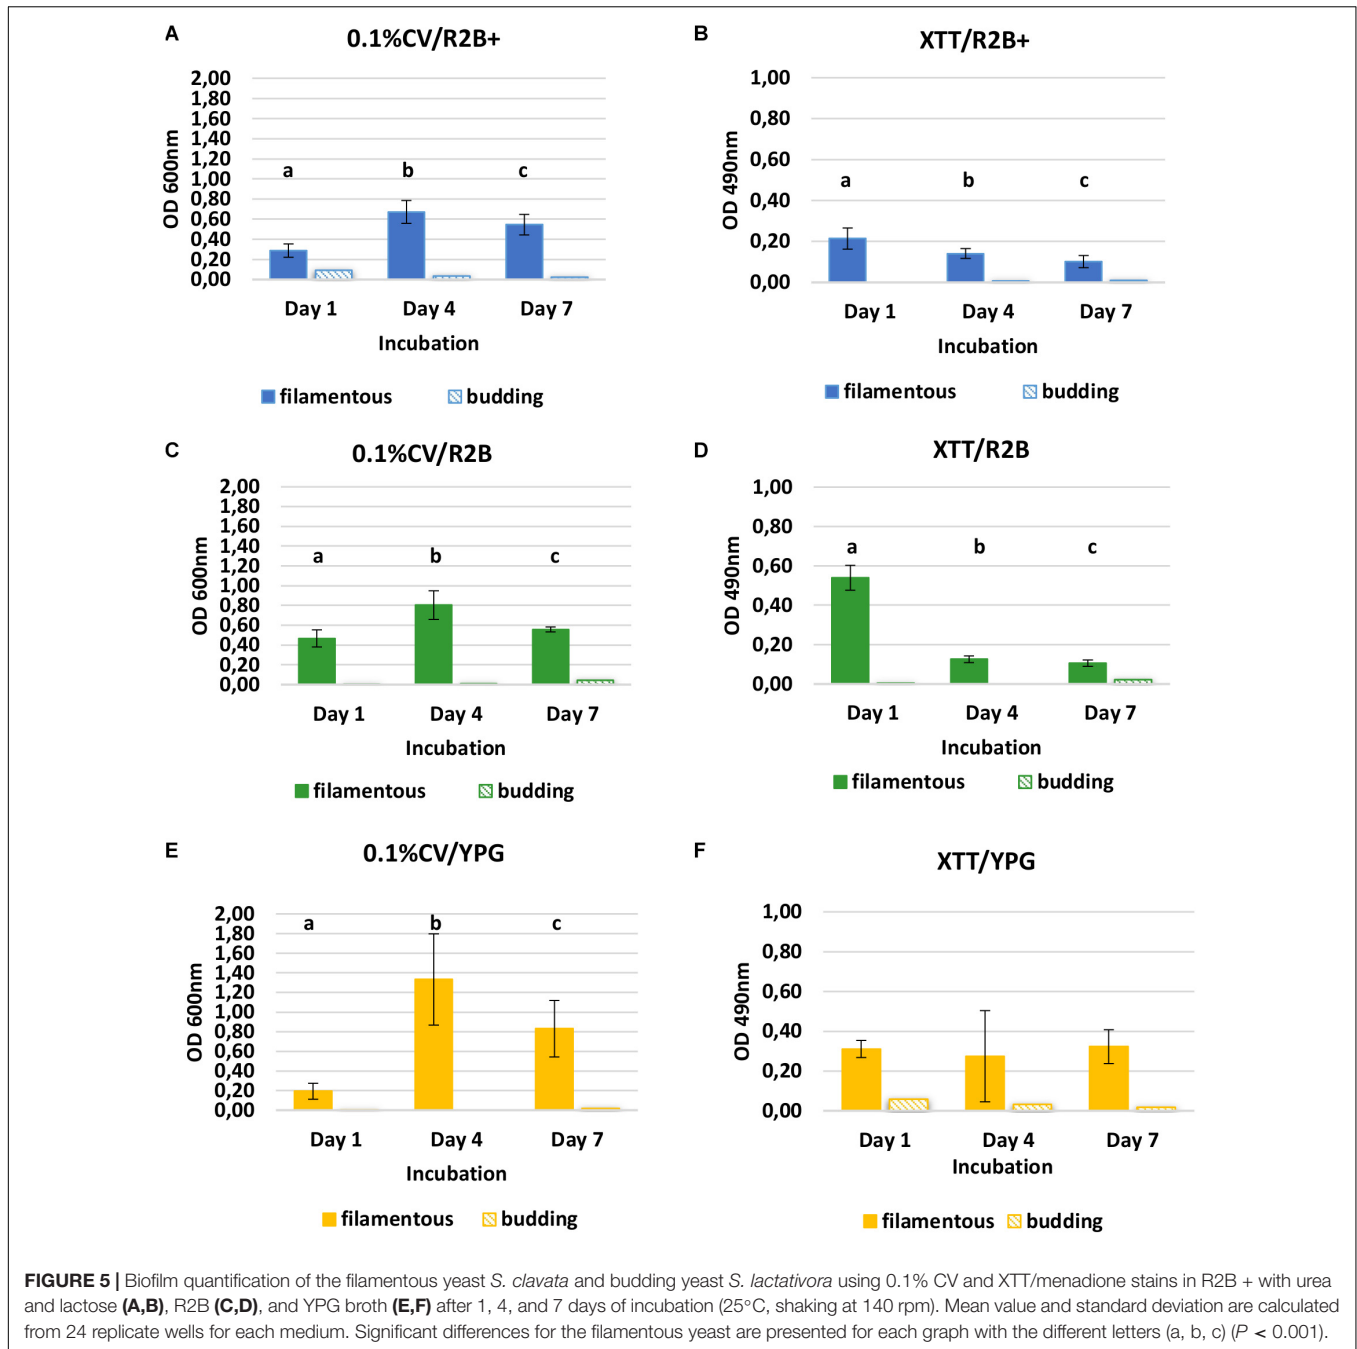 A
0.1%CV/R2B+
OD 600nm
2,00
1,80
1,60
1,40
1,20
1,00
0,80
0,60
0,40
0,20
0,00
a
b
c
Day 1
Day 4
Day 7
Incubation
filamentous
budding
B
XTT/R2B+
OD 490nm
1,00
0,80
0,60
0,40
0,20
0,00
a
b
c
Day 1
Day 4
Day 7
Incubation
filamentous
budding
C
0.1%CV/R2B
OD 600nm
2,00
1,80
1,60
1,40
1,20
1,00
0,80
0,60
0,40
0,20
0,00
a
b
c
Day 1
Day 4
Day 7
Incubation
filamentous
budding
D
XTT/R2B
OD 490nm
1,00
0,80
0,60
0,40
0,20
0,00
a
b
c
Day 1
Day 4
Day 7
Incubation
filamentous
budding
E
0.1%CV/YPG
OD 600nm
2,00
1,80
1,60
1,40
1,20
1,00
0,80
0,60
0,40
0,20
0,00
a
b
c
Day 1
Day 4
Day 7
Incubation
filamentous
budding
F
XTT/YPG
OD 490nm
1,00
0,80
0,60
0,40
0,20
0,00
Day 1
Day 4
Day 7
Incubation
filamentous
budding
FIGURE 5 | Biofilm quantification of the filamentous yeast S. clavata and budding yeast S. lactativora using 0.1% CV and XTT/menadione stains in R2B + with urea
and lactose (A,B), R2B (C,D), and YPG broth (E,F) after 1, 4, and 7 days of incubation (25°C, shaking at 140 rpm). Mean value and standard deviation are calculated
from 24 replicate wells for each medium. Significant differences for the filamentous yeast are presented for each graph with the different letters (a, b, c) (P < 0.001).